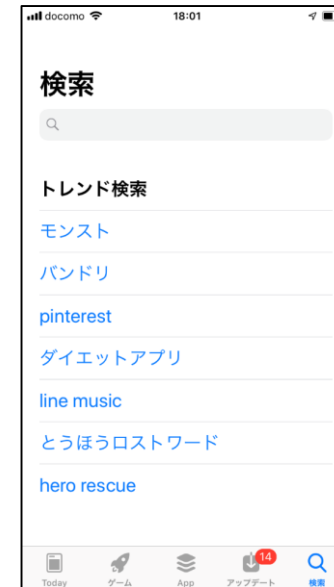 docomo 18:01
検索
トレンド検索
モンスト
バンドリ
pinterest
ダイエットアプリ
line music
とうほうロストワード
hero rescue
14
Today ゲーム App アップデート 検索